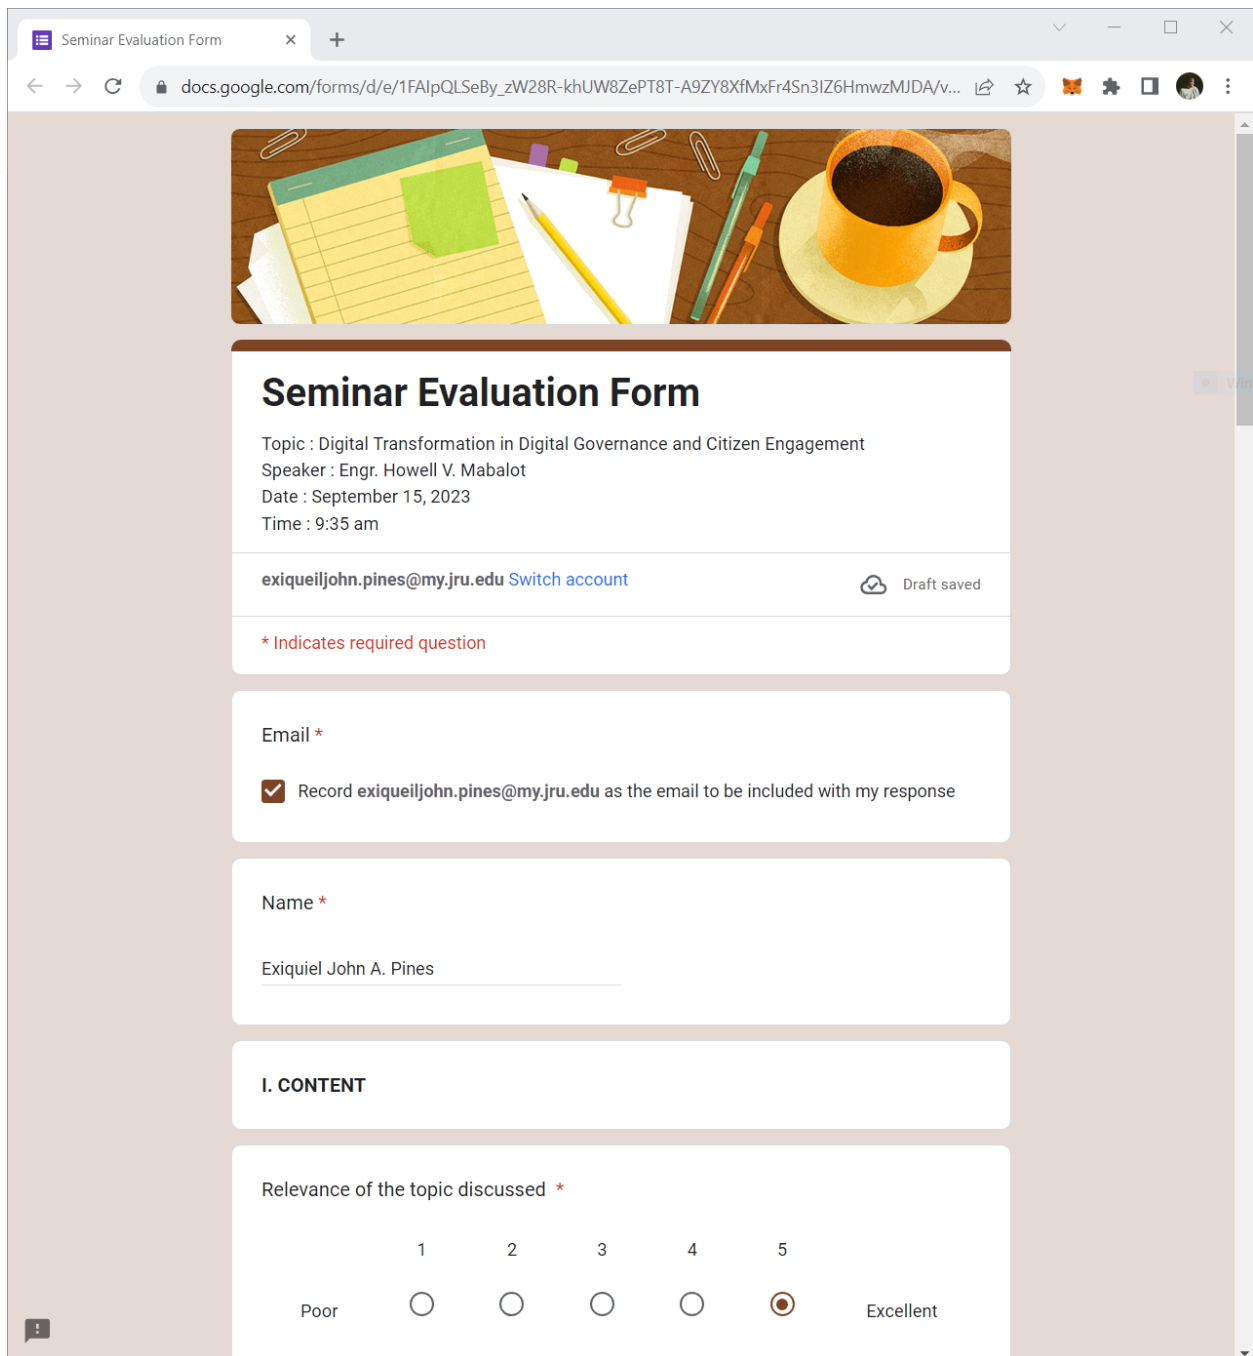 Seminar Evaluation Form
docs.google.com/forms/d/e/1FAIpQLSeBy_zW28R-khUW8ZePT8T-A9ZY8XfMxFr4Sn3IZ6HmwzMJDA/v...
Seminar Evaluation Form
Topic : Digital Transformation in Digital Governance and Citizen Engagement
Speaker : Engr. Howell V. Mabalot
Date : September 15, 2023
Time : 9:35 am
exiqueiljohn.pines@my.jru.edu Switch account
Draft saved
* Indicates required question
Email *
Record exiqueiljohn.pines@my.jru.edu as the email to be included with my response
Name *
Exiquiel John A. Pines
I. CONTENT
Relevance of the topic discussed *
1 2 3 4 5
Poor Excellent